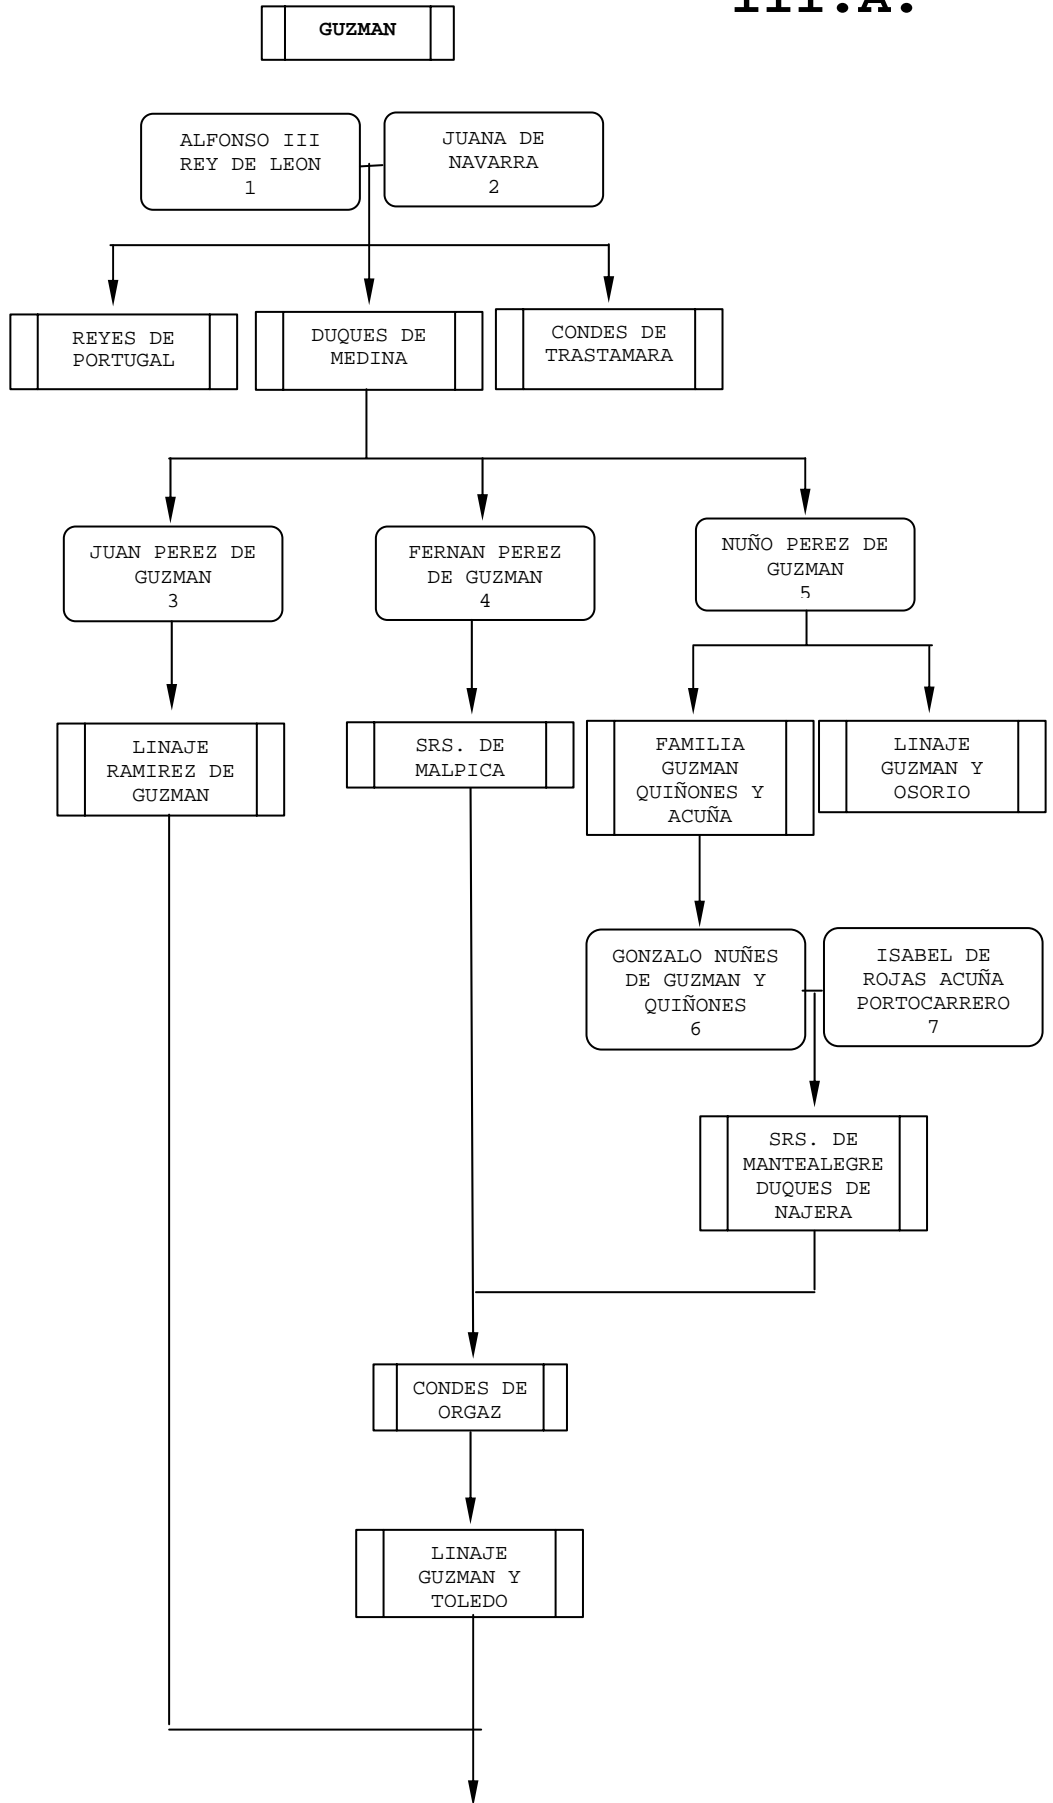 III.A.
GUZMAN
ALFONSO III
REY DE LEON
1
JUANA DE
NAVARRA
2
REYES DE
PORTUGAL
DUQUES DE
MEDINA
CONDES DE
TRASTAMARA
JUAN PEREZ DE
GUZMAN
3
FERNAN PEREZ
DE GUZMAN
4
NUÑO PEREZ DE
GUZMAN
5
LINAJE
RAMIREZ DE
GUZMAN
SRS. DE
MALPICA
FAMILIA
GUZMAN
QUIÑONES Y
ACUÑA
LINAJE
GUZMAN Y
OSORIO
GONZALO NUÑES
DE GUZMAN Y
QUIÑONES
6
ISABEL DE
ROJAS ACUÑA
PORTOCARRERO
7
SRS. DE
MANTEALEGRE
DUQUES DE
NAJERA
CONDES DE
ORGAZ
LINAJE
GUZMAN Y
TOLEDO